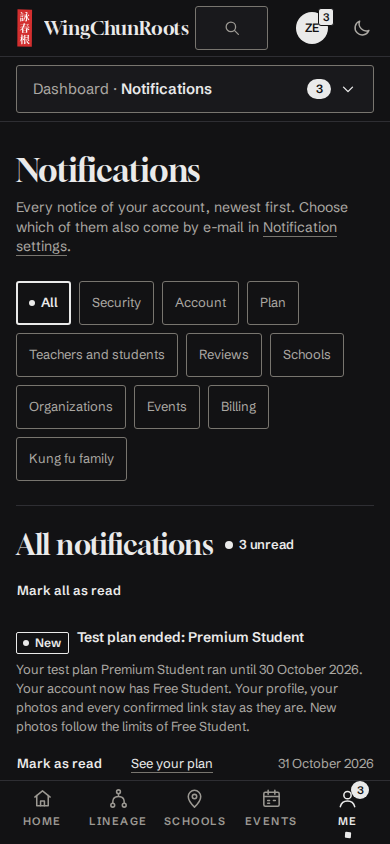 詠春根
WingChunRoots
ZE
3
Dashboard · Notifications
3
Notifications
Every notice of your account, newest first. Choose
which of them also come by e-mail in Notification
settings.
All
Security
Account
Plan
Teachers and students
Reviews
Schools
Organizations
Events
Billing
Kung fu family
All notifications
3 unread
Mark all as read
New
Test plan ended: Premium Student
Your test plan Premium Student ran until 30 October 2026.
Your account now has Free Student. Your profile, your
photos and every confirmed link stay as they are. New
photos follow the limits of Free Student.
Mark as read
See your plan
31 October 2026
3
HOME
LINEAGE
SCHOOLS
EVENTS
ME